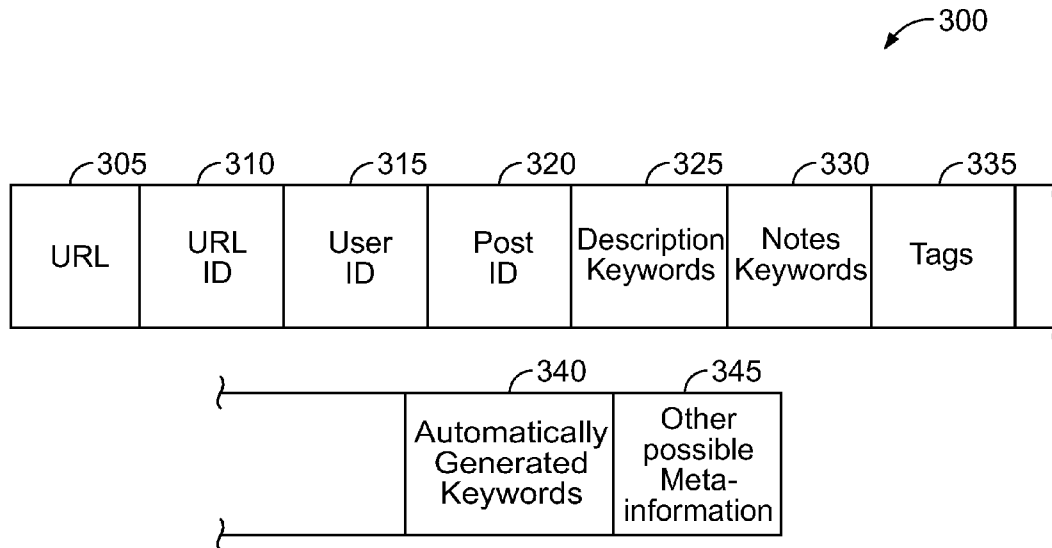 300
305 310 315 320 325 330 335
URL
URL
ID
User
ID
Post
ID
Description
Keywords
Notes
Keywords
Tags
340 345
Automatically
Generated
Keywords
Other
possible
Meta-
information